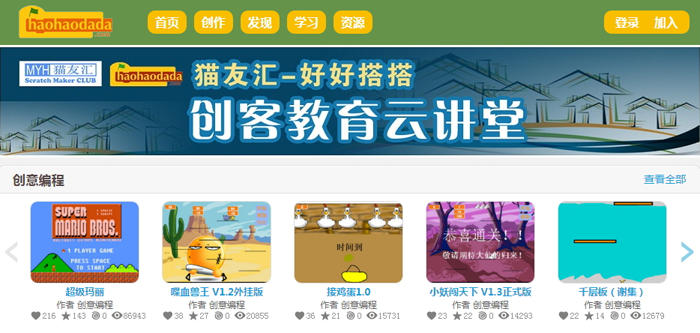 haohaodada
.com
首页 创作 发现 学习 资源 登录 加入
MYH 猫友汇
Scratch Maker CLUB
haohaodada
猫友汇-好好搭搭
创客教育云讲堂
创意编程 查看全部
SUPER
MARIO BROS.
1 PLAYER GAME
PRESS SPACE
TO START
时间到
恭喜通关！！
敬请期待大仙的归来！
超级玛丽 喋血兽王 V1.2外挂版 接鸡蛋1.0 小妖闯天下 V1.3正式版 千层板（谢集）
作者 创意编程 作者 创意编程 作者 创意编程 作者 创意编程 作者 创意编程
216 143 0 86943 38 27 0 20855 36 21 0 15731 23 22 0 14293 22 14 0 12679